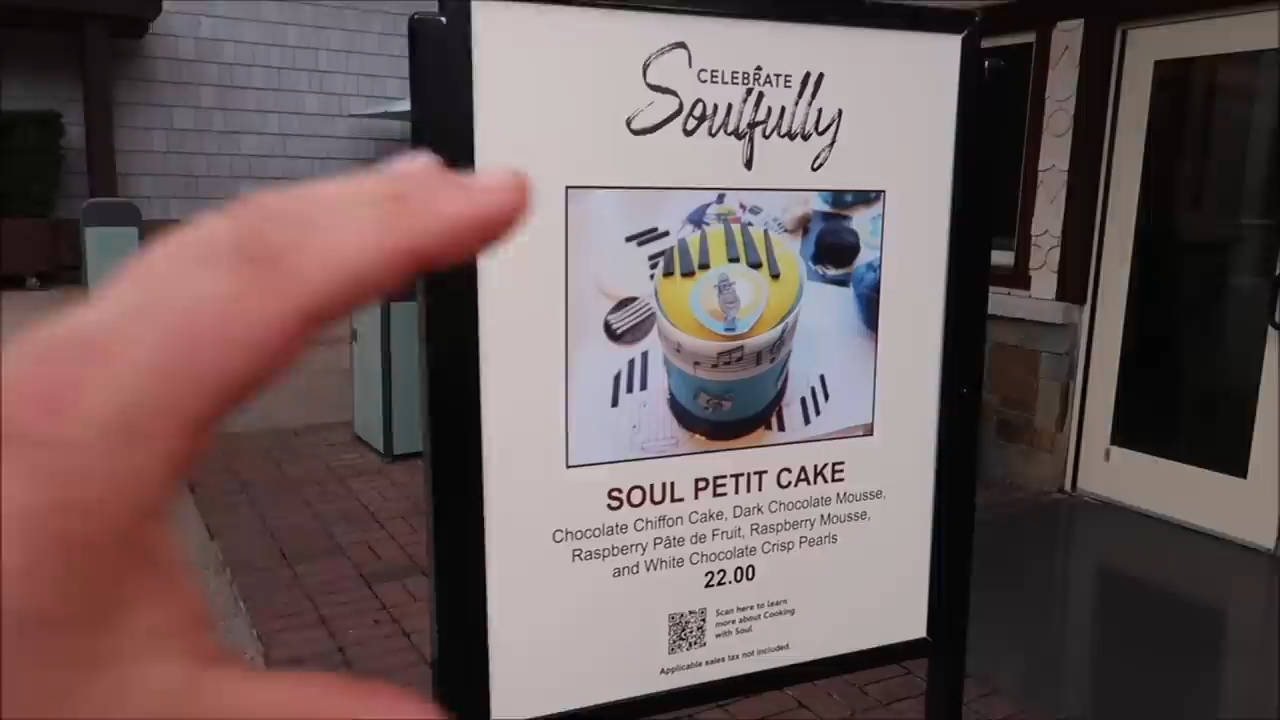 CELEBRATE
Soulfully
SOUL PETIT CAKE
Chocolate Chiffon Cake, Dark Chocolate Mousse,
Raspberry Pâte de Fruit, Raspberry Mousse,
and White Chocolate Crisp Pearls
22.00
Scan here to learn
more about Cooking
with Soul
Applicable sales tax not included.